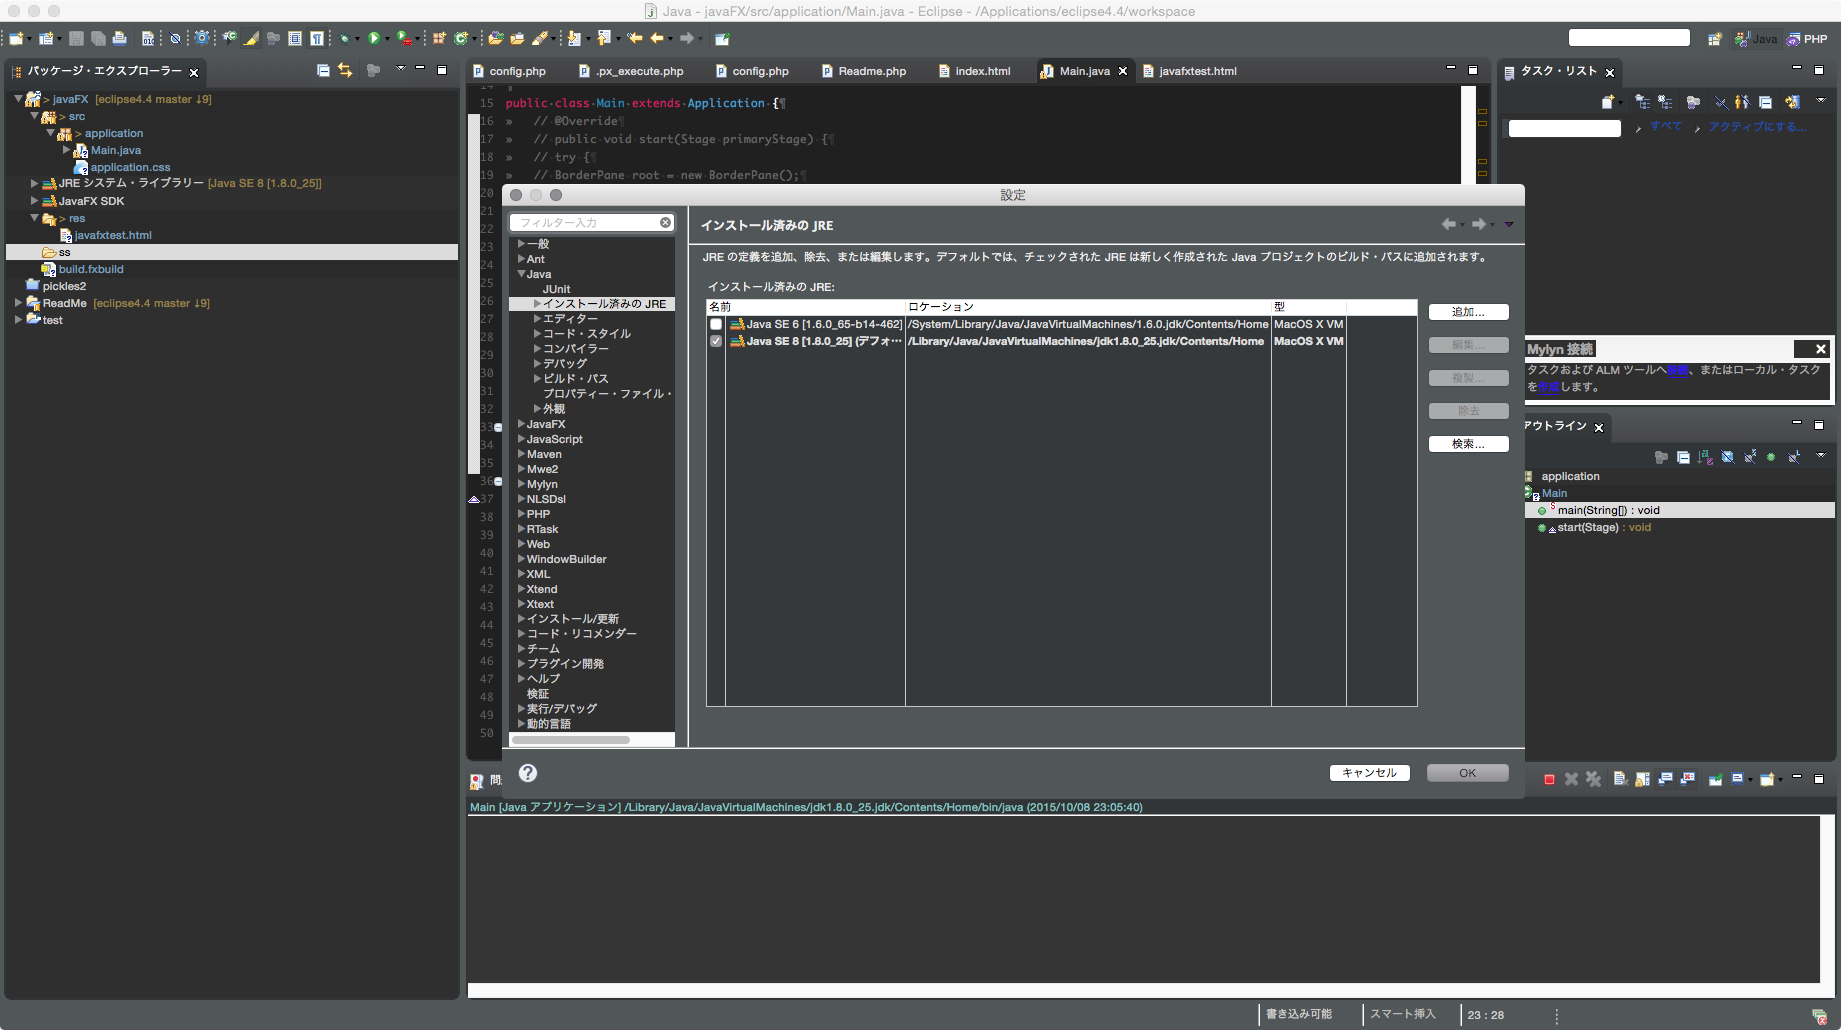 Java - javaFX/src/application/Main.java - Eclipse - /Applications/eclipse4.4/workspace
Java
PHP
パッケージ・エクスプローラー
> javaFX [eclipse4.4 master ↓9]
> src
> application
Main.java
application.css
JRE システム・ライブラリー [Java SE 8 [1.8.0_25]]
JavaFX SDK
> res
javafxtest.html
ss
build.fxbuild
pickles2
ReadMe [eclipse4.4 master ↓9]
test
config.php
.px_execute.php
config.php
Readme.php
index.html
Main.java
javafxtest.html
14
15 public class Main extends Application {
16 » // @Override
17 » // public void start(Stage primaryStage) {
18 » // try {
19 » // BorderPane root = new BorderPane();
20
21
22
23
24
25
26
27
28
29
30
31
32
33
34
35
36
37
38
39
40
41
42
43
44
45
46
47
48
49
50
設定
フィルター入力
一般
Ant
Java
JUnit
インストール済みの JRE
エディター
コード・スタイル
コンパイラー
デバッグ
ビルド・パス
プロパティー・ファイル・
外観
JavaFX
JavaScript
Maven
Mwe2
Mylyn
NLSDsl
PHP
RTask
Web
WindowBuilder
XML
Xtend
Xtext
インストール/更新
コード・リコメンダー
チーム
プラグイン開発
ヘルプ
検証
実行/デバッグ
動的言語
インストール済みの JRE
JRE の定義を追加、除去、または編集します。デフォルトでは、チェックされた JRE は新しく作成された Java プロジェクトのビルド・パスに追加されます。
インストール済みの JRE:
名前 ロケーション 型
Java SE 6 [1.6.0_65-b14-462] /System/Library/Java/JavaVirtualMachines/1.6.0.jdk/Contents/Home MacOS X VM
Java SE 8 [1.8.0_25] (デフォ… /Library/Java/JavaVirtualMachines/jdk1.8.0_25.jdk/Contents/Home MacOS X VM
追加...
編集...
複製...
除去
検索...
キャンセル
OK
タスク・リスト
すべて
アクティブにする...
Mylyn 接続
タスクおよび ALM ツールへ接続、またはローカル・タスク
を作成します。
アウトライン
application
Main
main(String[]) : void
start(Stage) : void
問
Main [Java アプリケーション] /Library/Java/JavaVirtualMachines/jdk1.8.0_25.jdk/Contents/Home/bin/java (2015/10/08 23:05:40)
書き込み可能
スマート挿入
23 : 28